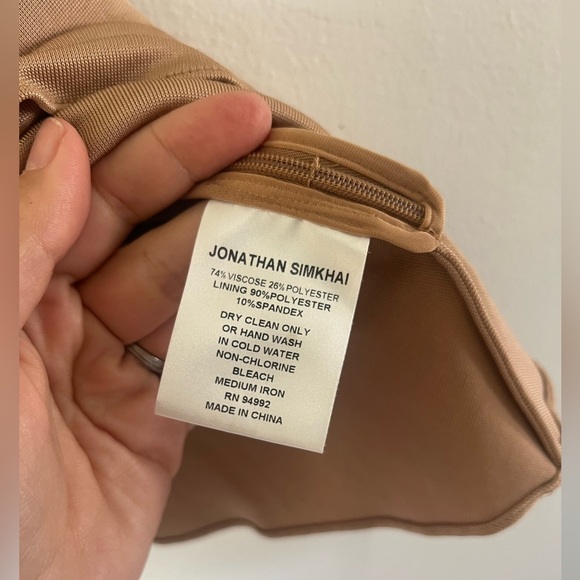 JONATHAN SIMKHAI
74% VISCOSE 26%POLYESTER
LINING 90%POLYESTER
10%SPANDEX
DRY CLEAN ONLY
OR HAND WASH
IN COLD WATER
NON-CHLORINE
BLEACH
MEDIUM IRON
RN 94992
MADE IN CHINA